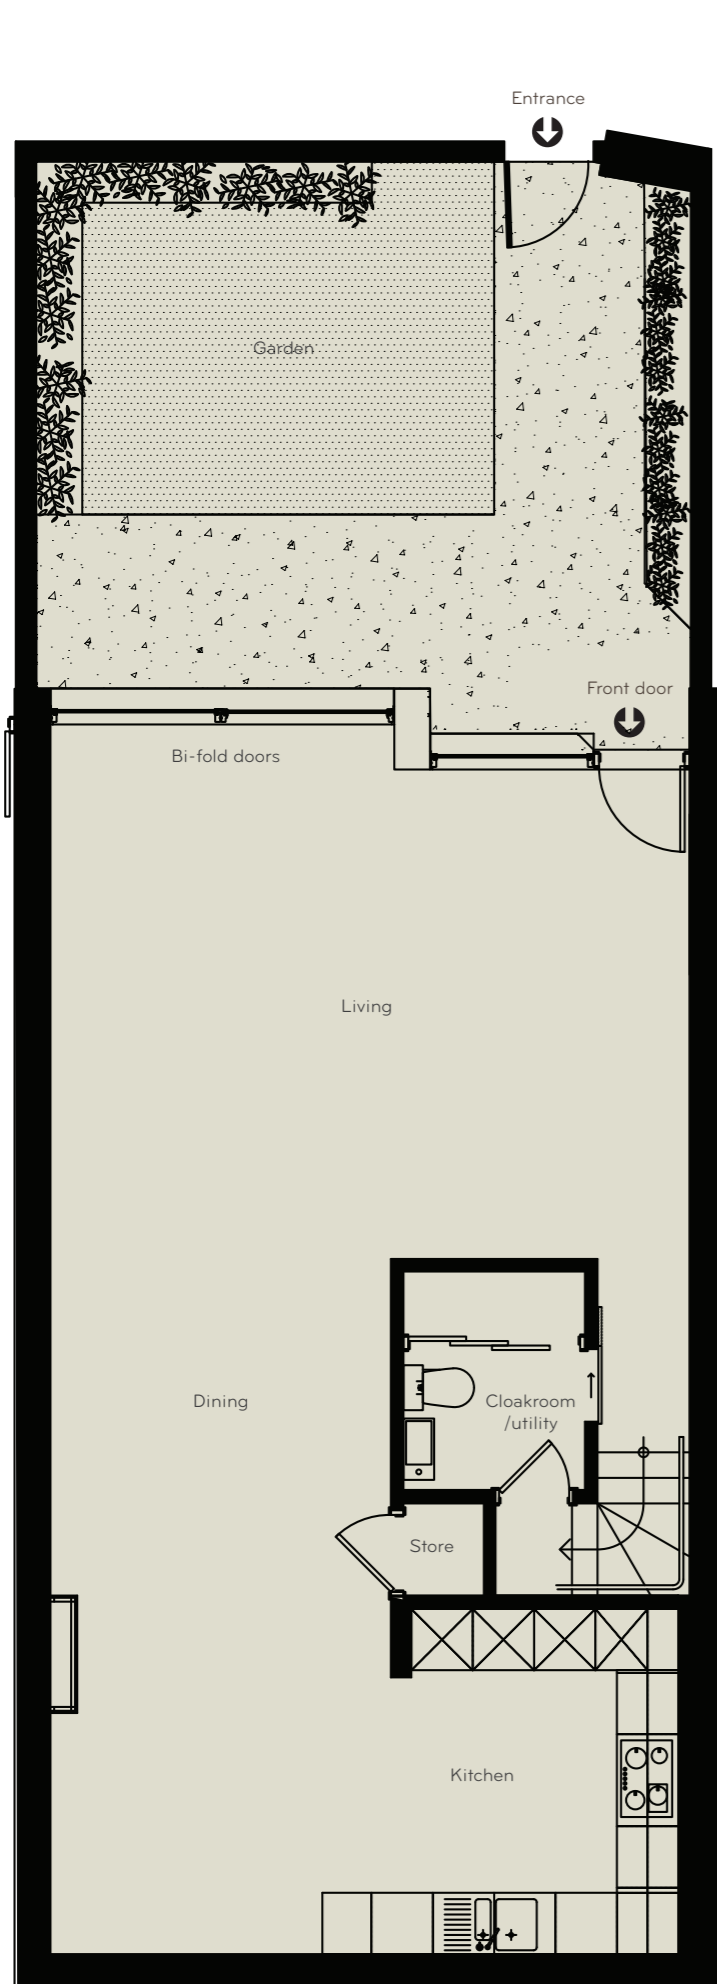 Entrance
Garden
Front door
Bi-fold doors
Living
Dining
Cloakroom
/utility
Store
Kitchen